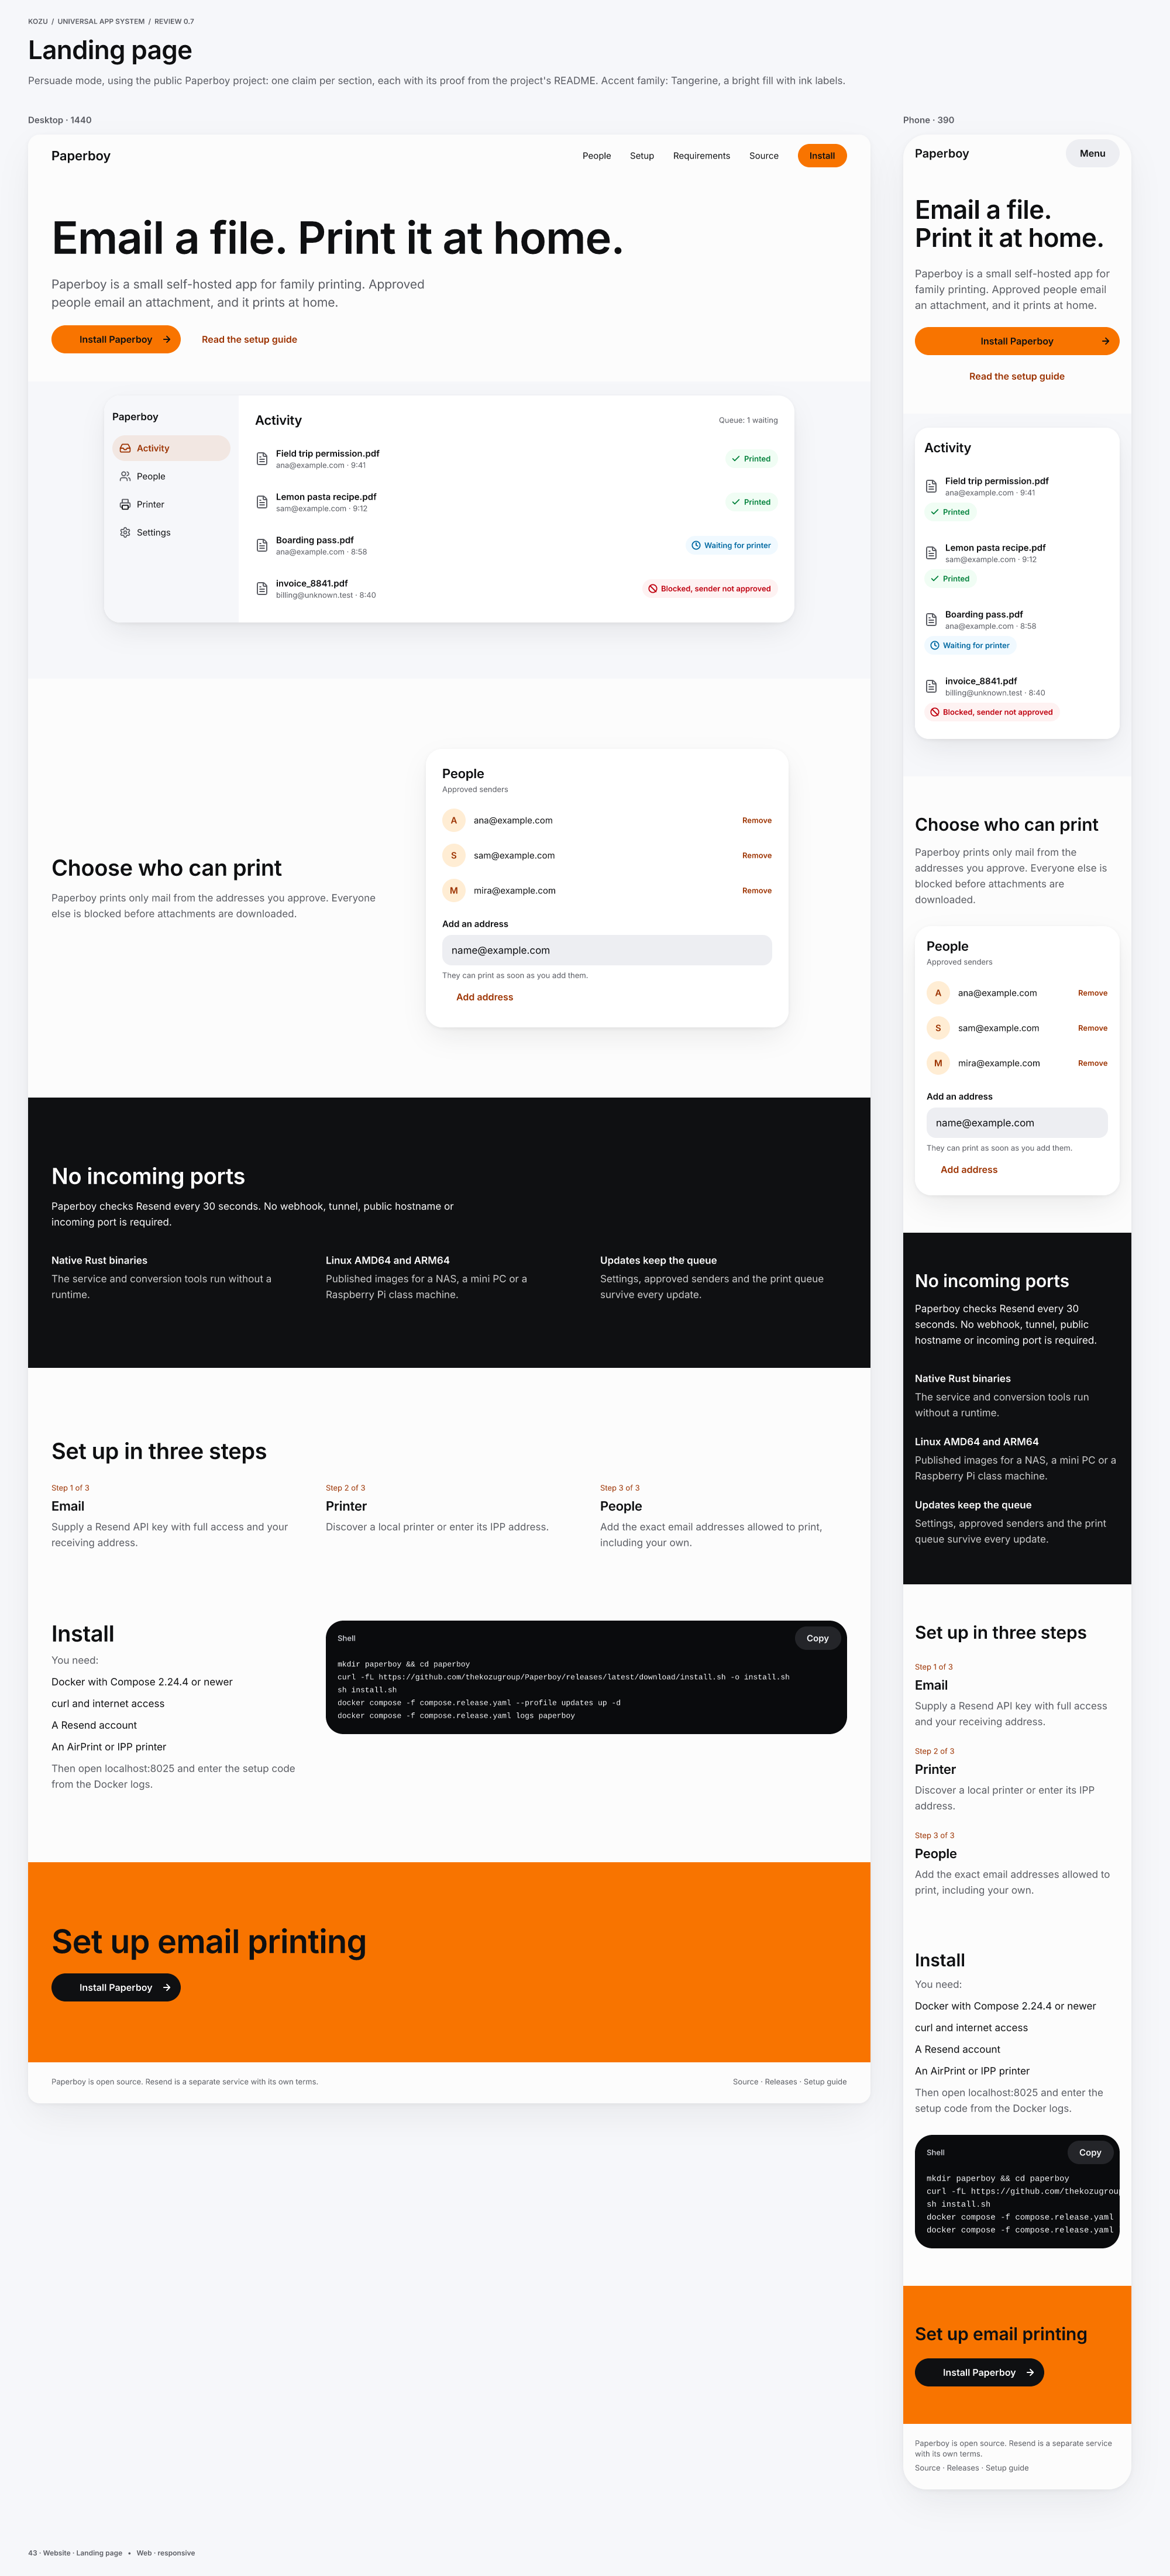 KOZU / UNIVERSAL APP SYSTEM / REVIEW 0.7
Landing page
Persuade mode, using the public Paperboy project: one claim per section, each with its proof from the project's README. Accent family: Tangerine, a bright fill with ink labels.
Desktop · 1440
Paperboy
People
Setup
Requirements
Source
Install
Email a file. Print it at home.
Paperboy is a small self-hosted app for family printing. Approved
people email an attachment, and it prints at home.
Install Paperboy →
Read the setup guide
Paperboy
Activity
People
Printer
Settings
Activity
Queue: 1 waiting
Field trip permission.pdf
ana@example.com · 9:41
Printed
Lemon pasta recipe.pdf
sam@example.com · 9:12
Printed
Boarding pass.pdf
ana@example.com · 8:58
Waiting for printer
invoice_8841.pdf
billing@unknown.test · 8:40
Blocked, sender not approved
Choose who can print
Paperboy prints only mail from the addresses you approve. Everyone
else is blocked before attachments are downloaded.
People
Approved senders
A
ana@example.com
Remove
S
sam@example.com
Remove
M
mira@example.com
Remove
Add an address
name@example.com
They can print as soon as you add them.
Add address
No incoming ports
Paperboy checks Resend every 30 seconds. No webhook, tunnel, public hostname or
incoming port is required.
Native Rust binaries
The service and conversion tools run without a
runtime.
Linux AMD64 and ARM64
Published images for a NAS, a mini PC or a
Raspberry Pi class machine.
Updates keep the queue
Settings, approved senders and the print queue
survive every update.
Set up in three steps
Step 1 of 3
Email
Supply a Resend API key with full access and your
receiving address.
Step 2 of 3
Printer
Discover a local printer or enter its IPP address.
Step 3 of 3
People
Add the exact email addresses allowed to print,
including your own.
Install
You need:
Docker with Compose 2.24.4 or newer
curl and internet access
A Resend account
An AirPrint or IPP printer
Then open localhost:8025 and enter the setup code
from the Docker logs.
Shell
Copy
mkdir paperboy && cd paperboy
curl -fL https://github.com/thekozugroup/Paperboy/releases/latest/download/install.sh -o install.sh
sh install.sh
docker compose -f compose.release.yaml --profile updates up -d
docker compose -f compose.release.yaml logs paperboy
Set up email printing
Install Paperboy →
Paperboy is open source. Resend is a separate service with its own terms.
Source · Releases · Setup guide
Phone · 390
Paperboy
Menu
Email a file.
Print it at home.
Paperboy is a small self-hosted app for
family printing. Approved people email
an attachment, and it prints at home.
Install Paperboy →
Read the setup guide
Activity
Field trip permission.pdf
ana@example.com · 9:41
Printed
Lemon pasta recipe.pdf
sam@example.com · 9:12
Printed
Boarding pass.pdf
ana@example.com · 8:58
Waiting for printer
invoice_8841.pdf
billing@unknown.test · 8:40
Blocked, sender not approved
Choose who can print
Paperboy prints only mail from the
addresses you approve. Everyone else is
blocked before attachments are
downloaded.
People
Approved senders
A
ana@example.com
Remove
S
sam@example.com
Remove
M
mira@example.com
Remove
Add an address
name@example.com
They can print as soon as you add them.
Add address
No incoming ports
Paperboy checks Resend every 30
seconds. No webhook, tunnel, public
hostname or incoming port is required.
Native Rust binaries
The service and conversion tools run
without a runtime.
Linux AMD64 and ARM64
Published images for a NAS, a mini PC or a
Raspberry Pi class machine.
Updates keep the queue
Settings, approved senders and the print
queue survive every update.
Set up in three steps
Step 1 of 3
Email
Supply a Resend API key with full access
and your receiving address.
Step 2 of 3
Printer
Discover a local printer or enter its IPP
address.
Step 3 of 3
People
Add the exact email addresses allowed to
print, including your own.
Install
You need:
Docker with Compose 2.24.4 or newer
curl and internet access
A Resend account
An AirPrint or IPP printer
Then open localhost:8025 and enter the
setup code from the Docker logs.
Shell
Copy
mkdir paperboy && cd paperboy
curl -fL https://github.com/thekozugroup
sh install.sh
docker compose -f compose.release.yaml
docker compose -f compose.release.yaml
Set up email printing
Install Paperboy →
Paperboy is open source. Resend is a separate service
with its own terms.
Source · Releases · Setup guide
43 · Website · Landing page • Web · responsive